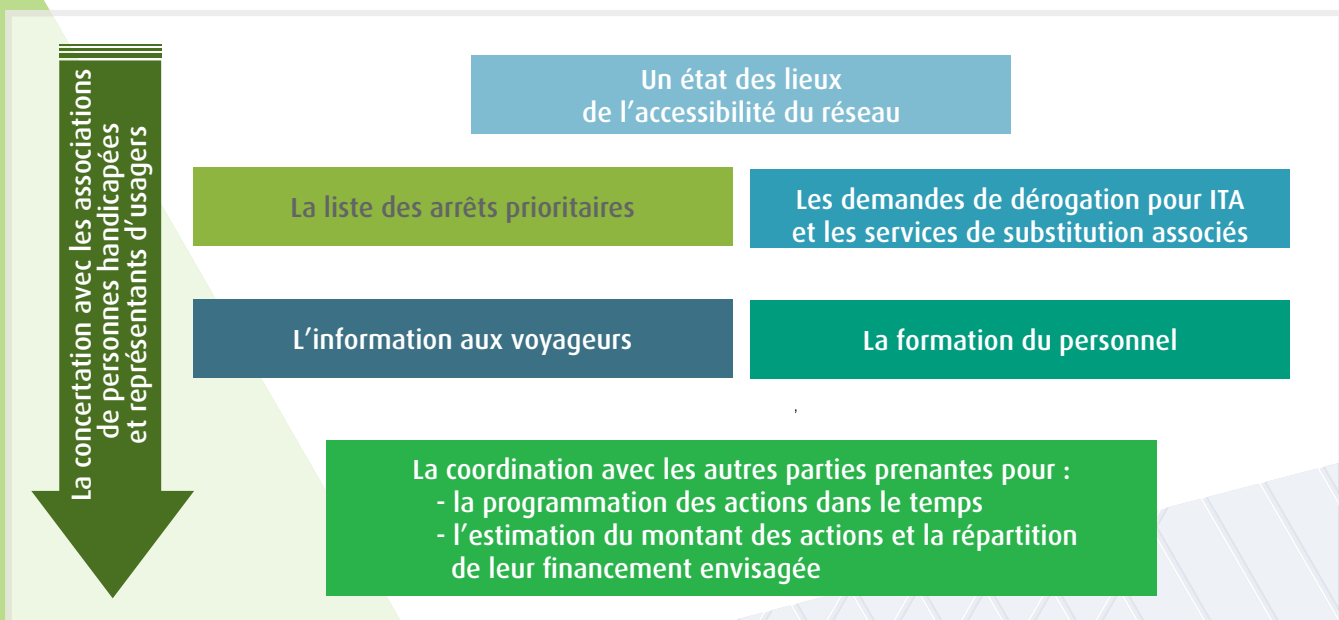 La concertation avec les associations
de personnes handicapées
et représentants d'usagers
Un état des lieux
de l'accessibilité du réseau
La liste des arrêts prioritaires
Les demandes de dérogation pour ITA
et les services de substitution associés
L'information aux voyageurs
La formation du personnel
,
La coordination avec les autres parties prenantes pour :
- la programmation des actions dans le temps
- l'estimation du montant des actions et la répartition
de leur financement envisagée